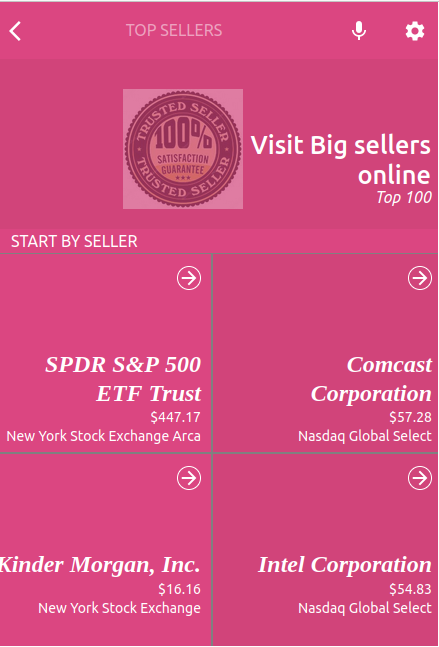 TOP SELLERS
TRUSTED SELLER
100%
SATISFACTION
GUARANTEE
TRUSTED SELLER
Visit Big sellers
online
Top 100
START BY SELLER
SPDR S&P 500
ETF Trust
$447.17
New York Stock Exchange Arca
Comcast
Corporation
$57.28
Nasdaq Global Select
Kinder Morgan, Inc.
$16.16
New York Stock Exchange
Intel Corporation
$54.83
Nasdaq Global Select